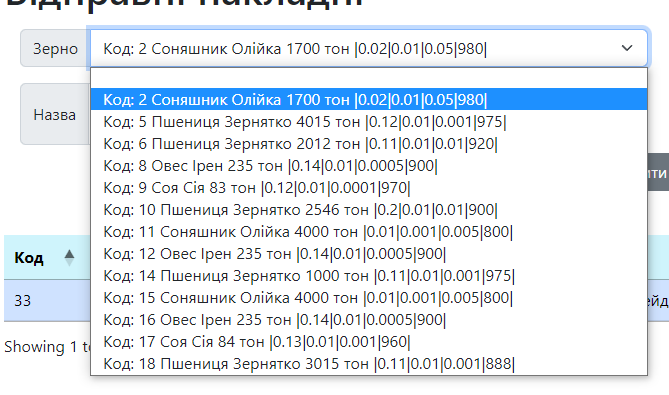 Відправні накладні
Зерно
Код: 2 Соняшник Олійка 1700 тон |0.02|0.01|0.05|980|
Код: 2 Соняшник Олійка 1700 тон |0.02|0.01|0.05|980|
Код: 5 Пшениця Зернятко 4015 тон |0.12|0.01|0.001|975|
Назва
Код: 6 Пшениця Зернятко 2012 тон |0.11|0.01|0.01|920|
Код: 8 Овес Ірен 235 тон |0.14|0.01|0.0005|900|
Код: 9 Соя Сія 83 тон |0.12|0.01|0.0001|970|
Код: 10 Пшениця Зернятко 2546 тон |0.2|0.01|0.01|900|
Код: 11 Соняшник Олійка 4000 тон |0.01|0.001|0.005|800|
Код: 12 Овес Ірен 235 тон |0.14|0.01|0.0005|900|
Код
Код: 14 Пшениця Зернятко 1000 тон |0.11|0.01|0.001|975|
Код: 15 Соняшник Олійка 4000 тон |0.01|0.001|0.005|800|
33
Код: 16 Овес Ірен 235 тон |0.14|0.01|0.0005|900|
Код: 17 Соя Сія 84 тон |0.13|0.01|0.001|960|
Showing 1 to
Код: 18 Пшениця Зернятко 3015 тон |0.11|0.01|0.001|888|